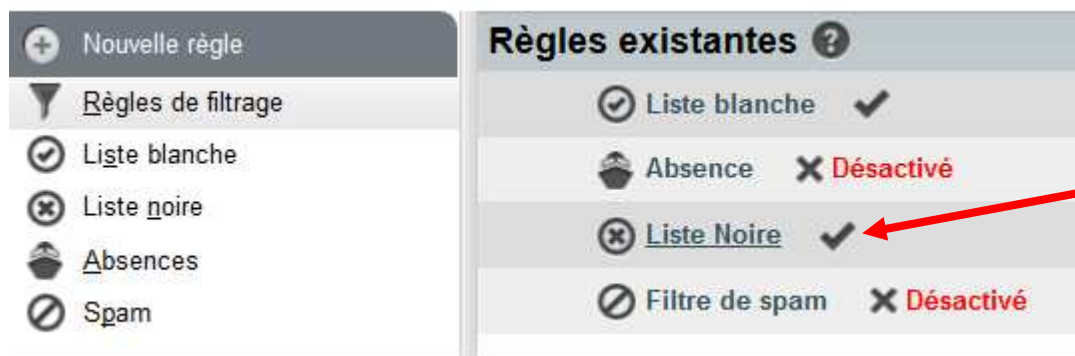 Nouvelle règle
Règles de filtrage
Liste blanche
Liste noire
Absences
Spam
Règles existantes ?
Liste blanche
Absence Désactivé
Liste Noire
Filtre de spam Désactivé